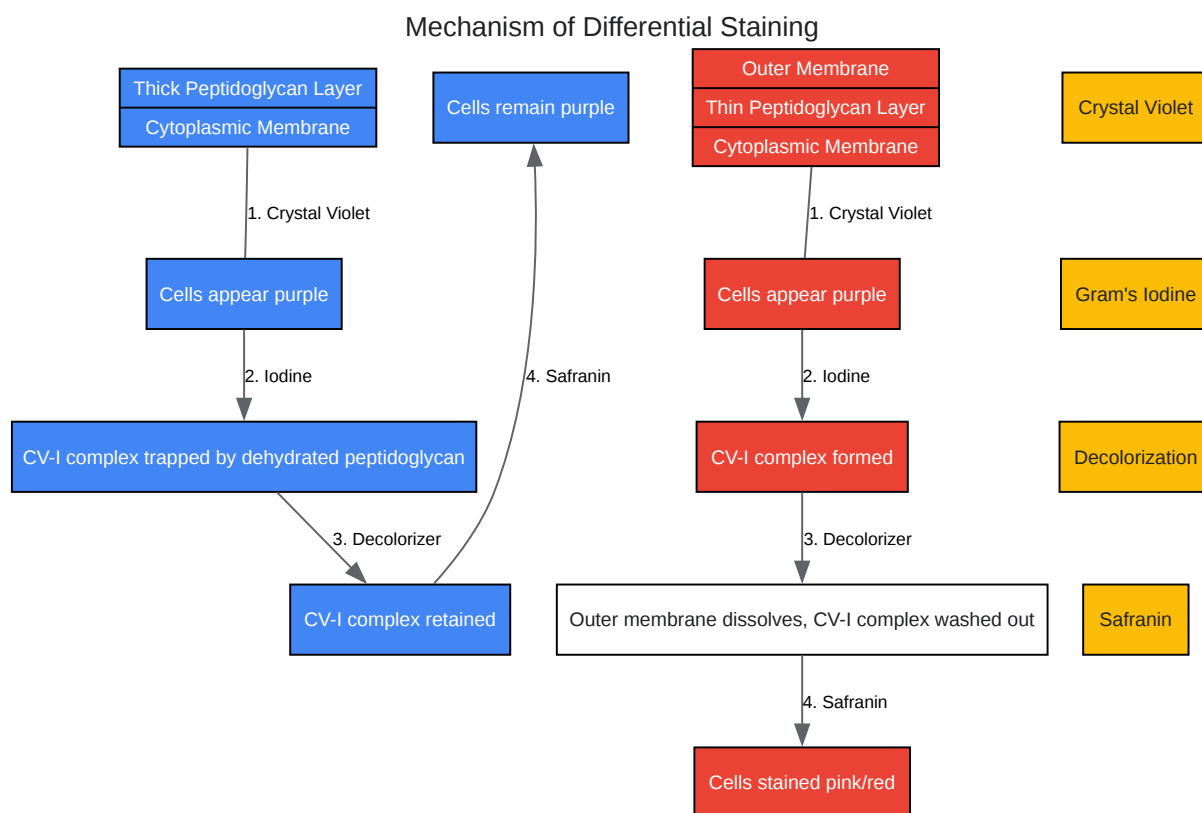 Mechanism of Differential Staining
Thick Peptidoglycan Layer
Cytoplasmic Membrane
1. Crystal Violet
Cells appear purple
2. Iodine
CV-I complex trapped by dehydrated peptidoglycan
3. Decolorizer
CV-I complex retained
4. Safranin
Cells remain purple
Outer Membrane
Thin Peptidoglycan Layer
Cytoplasmic Membrane
1. Crystal Violet
Cells appear purple
2. Iodine
CV-I complex formed
3. Decolorizer
Outer membrane dissolves, CV-I complex washed out
4. Safranin
Cells stained pink/red
Crystal Violet
Gram's Iodine
Decolorization
Safranin